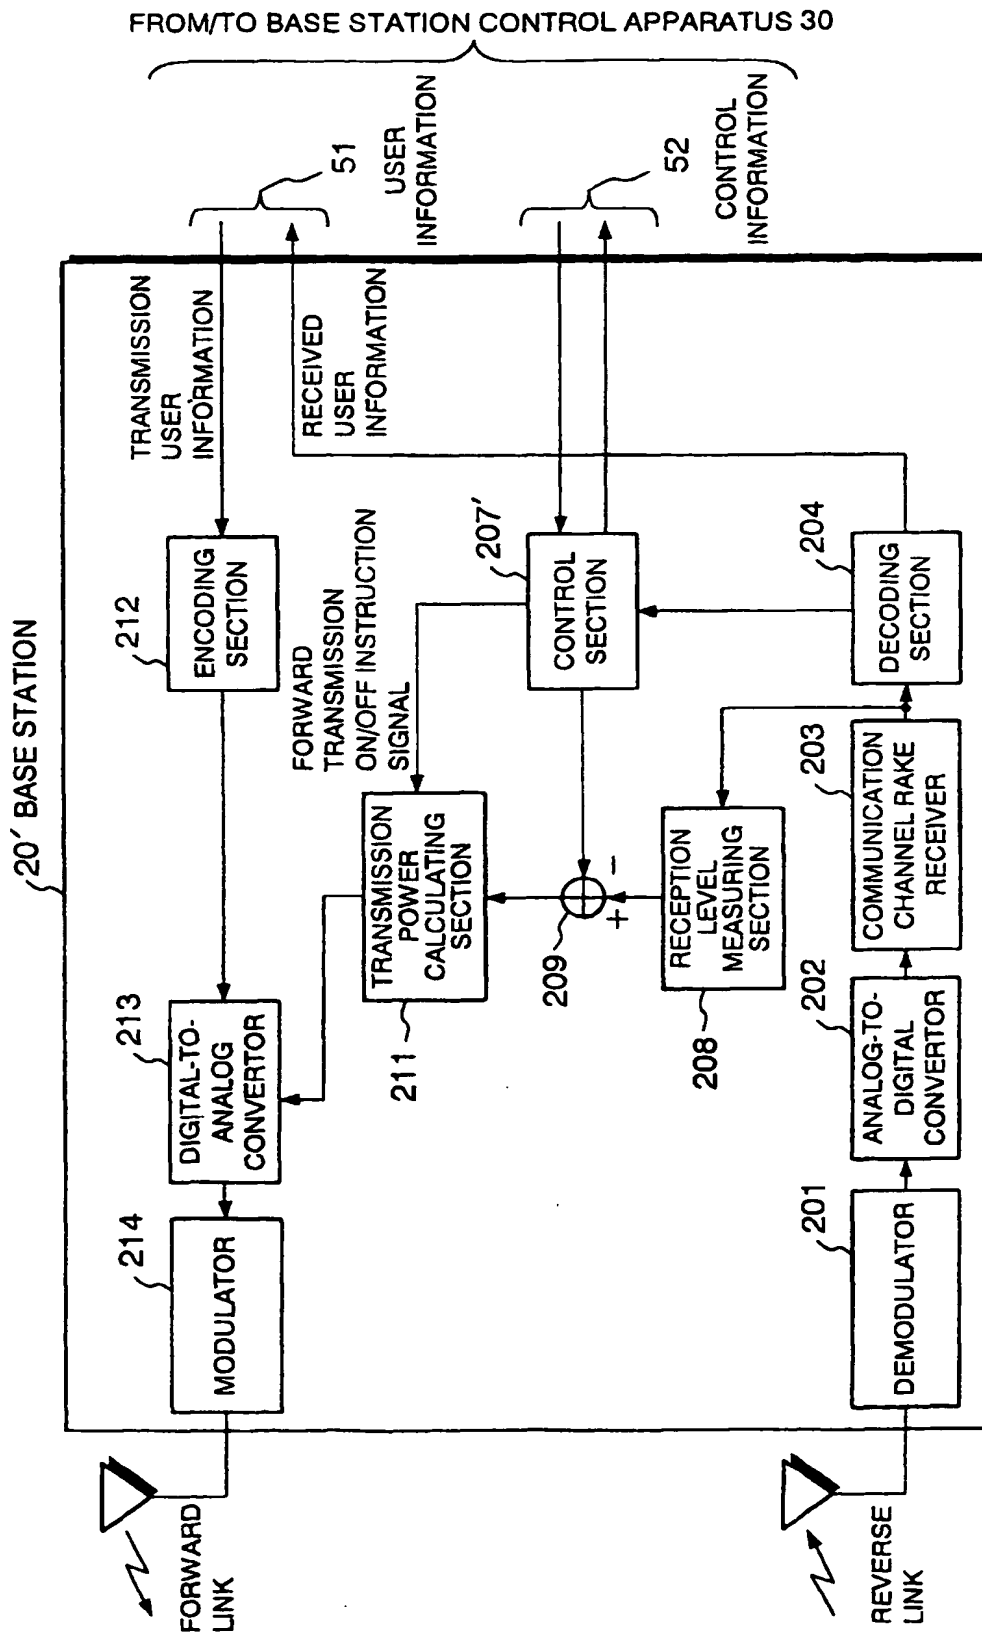 FROM/TO BASE STATION CONTROL APPARATUS 30
20′ BASE STATION
51
USER
INFORMATION
52
CONTROL
INFORMATION
TRANSMISSION
USER
INFORMATION
RECEIVED
USER
INFORMATION
212
ENCODING
SECTION
FORWARD
TRANSMISSION
ON/OFF INSTRUCTION
SIGNAL
207′
CONTROL
SECTION
204
DECODING
SECTION
213
DIGITAL-TO-
ANALOG
CONVERTOR
TRANSMISSION
POWER
CALCULATING
SECTION
211
209
+
−
RECEPTION
LEVEL
MEASURING
SECTION
208
203
COMMUNICATION
CHANNEL RAKE
RECEIVER
202
ANALOG-TO-
DIGITAL
CONVERTOR
214
MODULATOR
201
DEMODULATOR
FORWARD
LINK
REVERSE
LINK